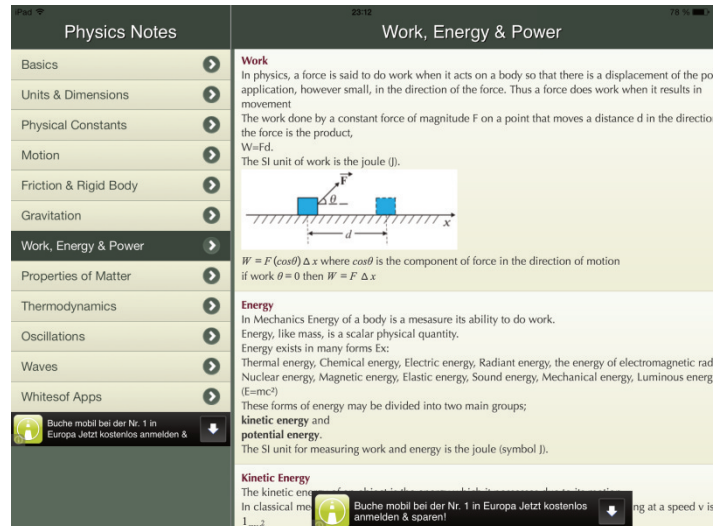 iPad 23:12 78 %
Physics Notes
Work, Energy & Power
Basics
Units & Dimensions
Physical Constants
Motion
Friction & Rigid Body
Gravitation
Work, Energy & Power
Properties of Matter
Thermodynamics
Oscillations
Waves
Whitesof Apps
Buche mobil bei der Nr. 1 in
Europa Jetzt kostenlos anmelden &
Work
In physics, a force is said to do work when it acts on a body so that there is a displacement of the po
application, however small, in the direction of the force. Thus a force does work when it results in
movement
The work done by a constant force of magnitude F on a point that moves a distance d in the directio
the force is the product,
W=Fd.
The SI unit of work is the joule (J).
F
θ
x
d
W = F (cosθ) Δ x where cosθ is the component of force in the direction of motion
if work θ = 0 then W = F Δ x
Energy
In Mechanics Energy of a body is a mesasure its ability to do work.
Energy, like mass, is a scalar physical quantity.
Energy exists in many forms Ex:
Thermal energy, Chemical energy, Electric energy, Radiant energy, the energy of electromagnetic rad
Nuclear energy, Magnetic energy, Elastic energy, Sound energy, Mechanical energy, Luminous energ
(E=mc²)
These forms of energy may be divided into two main groups;
kinetic energy and
potential energy.
The SI unit for measuring work and energy is the joule (symbol J).
Kinetic Energy
The kinetic
In classical me ng at a speed v is
Buche mobil bei der Nr. 1 in Europa Jetzt kostenlos
anmelden & sparen!